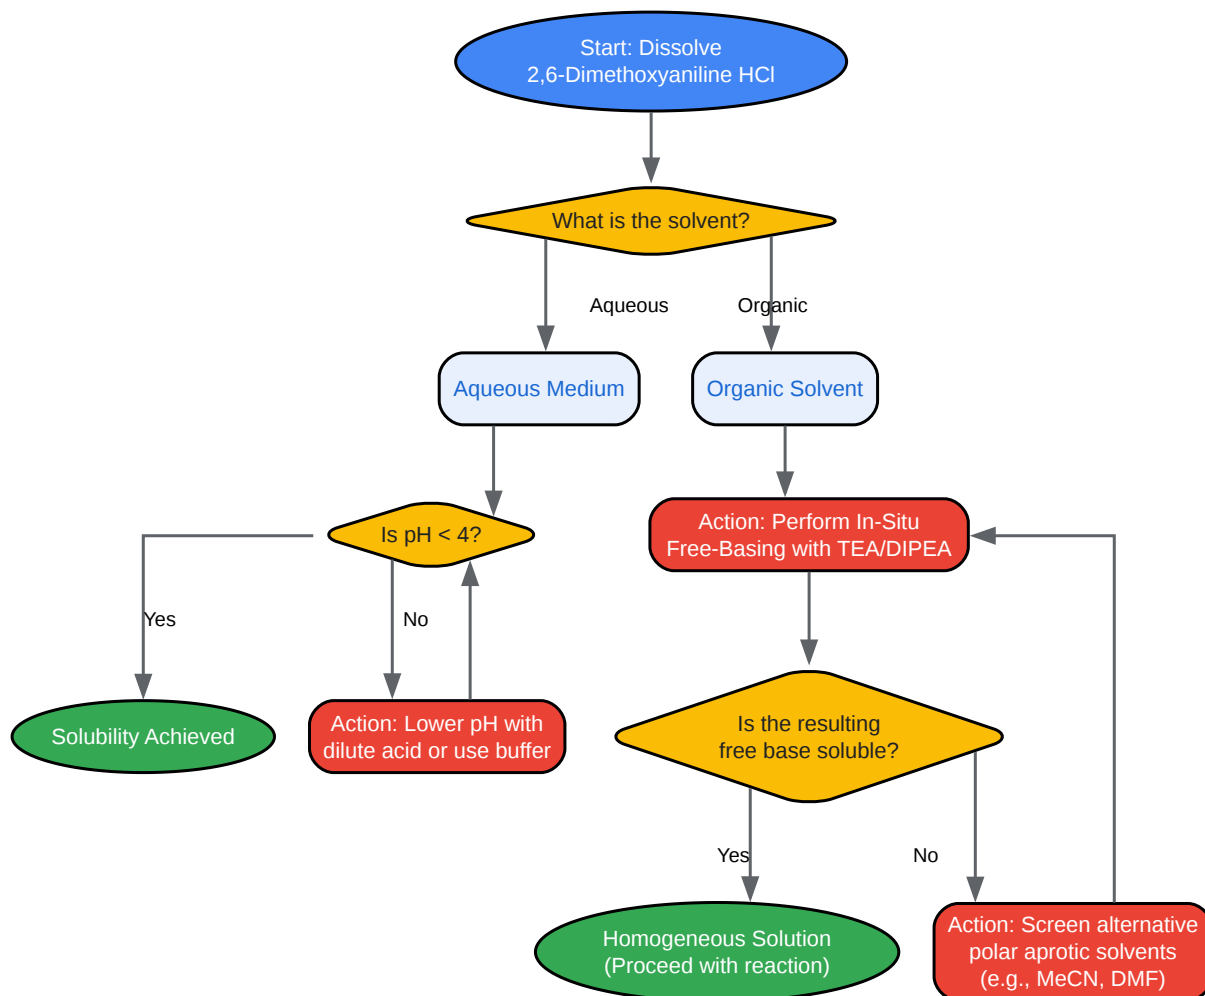 Start: Dissolve
2,6-Dimethoxyaniline HCl
What is the solvent?
Aqueous
Organic
Aqueous Medium
Organic Solvent
Action: Perform In-Situ
Free-Basing with TEA/DIPEA
Is pH < 4?
Yes
No
Solubility Achieved
Action: Lower pH with
dilute acid or use buffer
Is the resulting
free base soluble?
Yes
No
Homogeneous Solution
(Proceed with reaction)
Action: Screen alternative
polar aprotic solvents
(e.g., MeCN, DMF)